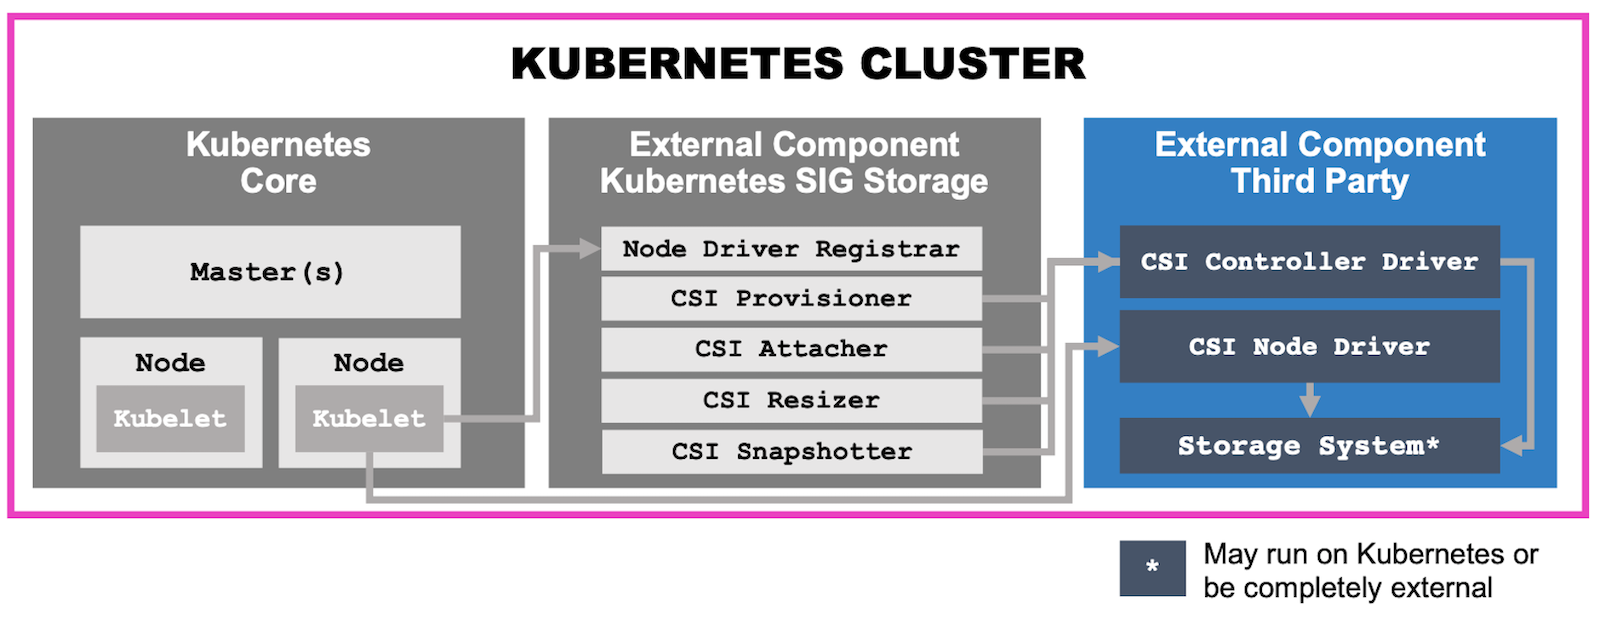 KUBERNETES CLUSTER
Kubernetes
Core
Master(s)
Node
Kubelet
Node
Kubelet
External Component
Kubernetes SIG Storage
Node Driver Registrar
CSI Provisioner
CSI Attacher
CSI Resizer
CSI Snapshotter
External Component
Third Party
CSI Controller Driver
CSI Node Driver
Storage System*
*
May run on Kubernetes or
be completely external